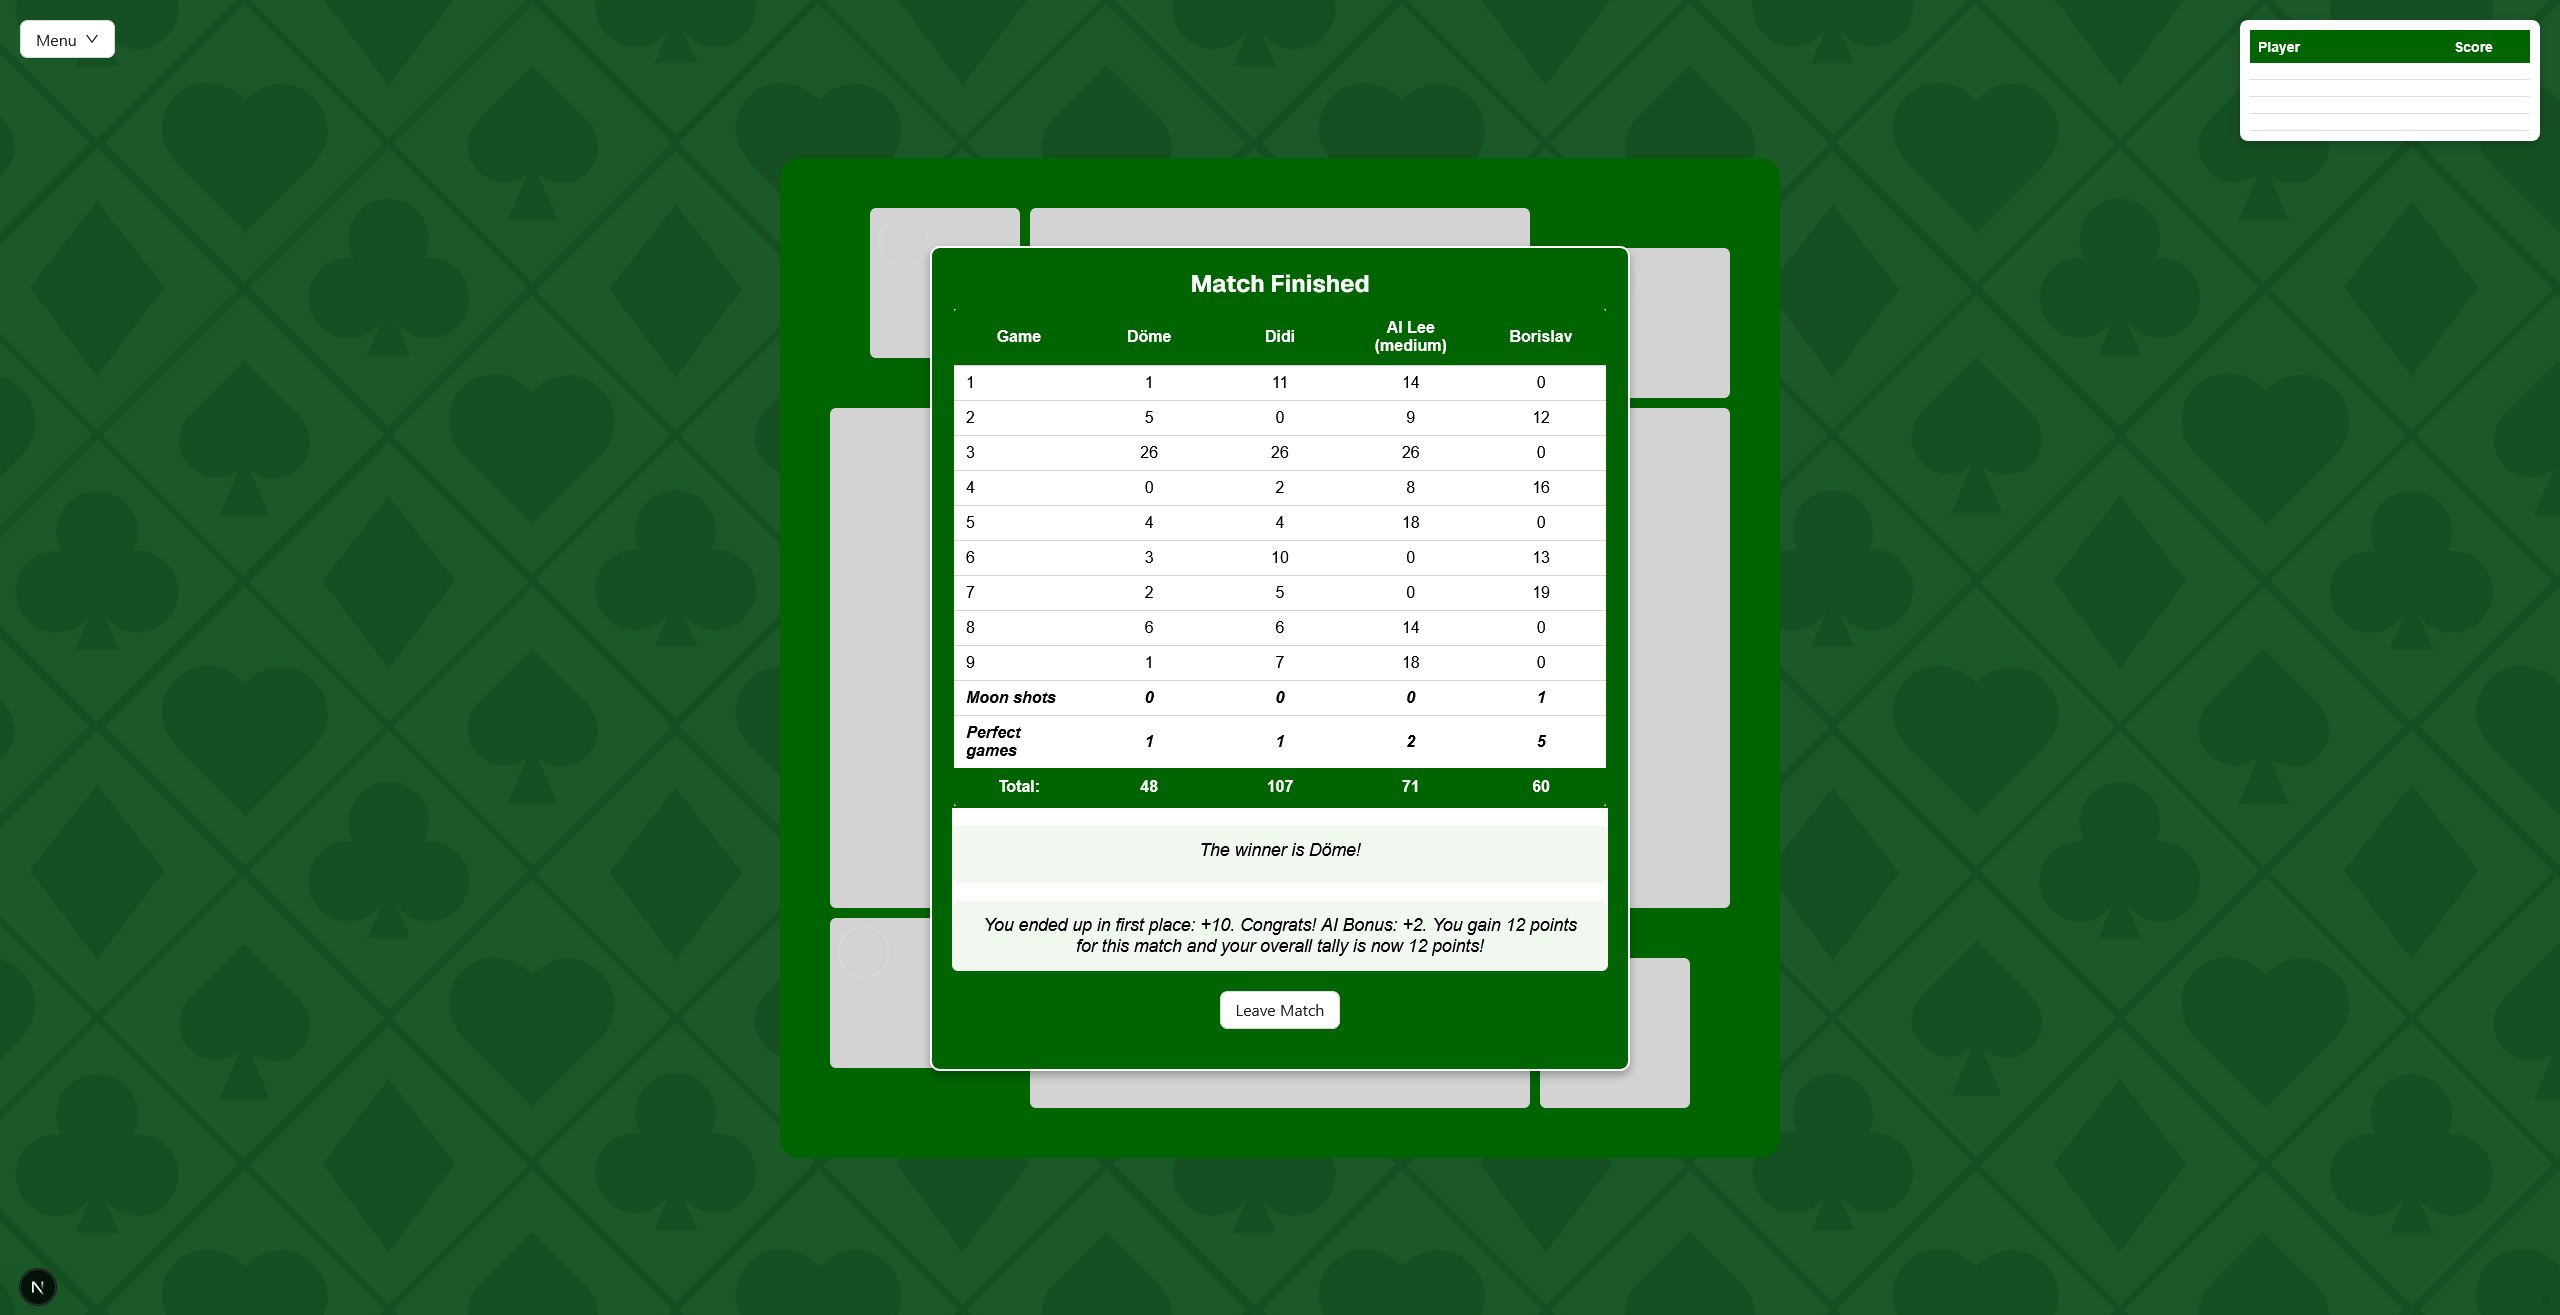 Menu
Player Score
Match Finished
Game Döme Didi AI Lee (medium) Borislav
1 1 11 14 0
2 5 0 9 12
3 26 26 26 0
4 0 2 8 16
5 4 4 18 0
6 3 10 0 13
7 2 5 0 19
8 6 6 14 0
9 1 7 18 0
Moon shots 0 0 0 1
Perfect games 1 1 2 5
Total: 48 107 71 60
The winner is Döme!
You ended up in first place: +10. Congrats! AI Bonus: +2. You gain 12 points
for this match and your overall tally is now 12 points!
Leave Match
N